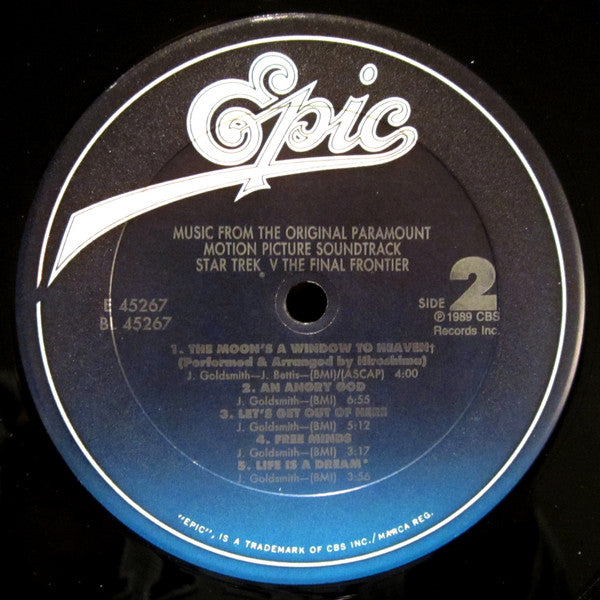 Epic
MUSIC FROM THE ORIGINAL PARAMOUNT
MOTION PICTURE SOUNDTRACK
STAR TREK® V THE FINAL FRONTIER
E 45267
BL 45267
SIDE 2
℗ 1989 CBS
Records Inc.
1. THE MOON'S A WINDOW TO HEAVEN†
(Performed & Arranged by Hiroshima)
J. Goldsmith—J. Bettis—(BMI)/(ASCAP) 4:00
2. AN ANGRY GOD
J. Goldsmith—(BMI) 6:55
3. LET'S GET OUT OF HERE
J. Goldsmith—(BMI) 5:12
4. FREE MINDS
J. Goldsmith—(BMI) 3:17
5. LIFE IS A DREAM*
J. Goldsmith—(BMI) 3:56
"EPIC", IS A TRADEMARK OF CBS INC./MARCA REG.